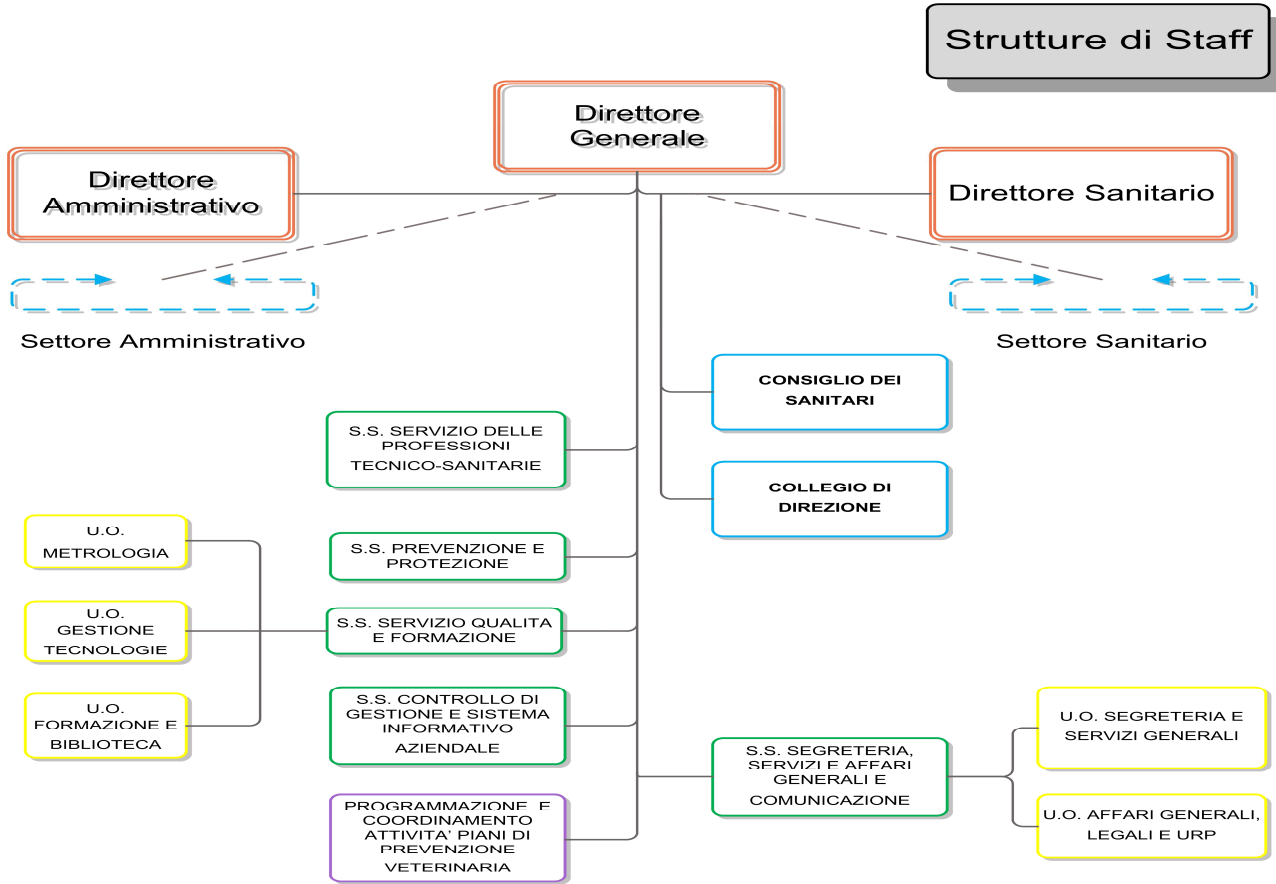 Strutture di Staff
Direttore
Generale
Direttore
Amministrativo
Direttore Sanitario
Settore Amministrativo
Settore Sanitario
CONSIGLIO DEI
SANITARI
S.S. SERVIZIO DELLE
PROFESSIONI
TECNICO-SANITARIE
COLLEGIO DI
DIREZIONE
U.O.
METROLOGIA
S.S. PREVENZIONE E
PROTEZIONE
U.O.
GESTIONE
TECNOLOGIE
S.S. SERVIZIO QUALITA
E FORMAZIONE
U.O.
FORMAZIONE E
BIBLIOTECA
S.S. CONTROLLO DI
GESTIONE E SISTEMA
INFORMATIVO
AZIENDALE
S.S. SEGRETERIA,
SERVIZI E AFFARI
GENERALI E
COMUNICAZIONE
U.O. SEGRETERIA E
SERVIZI GENERALI
PROGRAMMAZIONE E
COORDINAMENTO
ATTIVITA’ PIANI DI
PREVENZIONE
VETERINARIA
U.O. AFFARI GENERALI,
LEGALI E URP